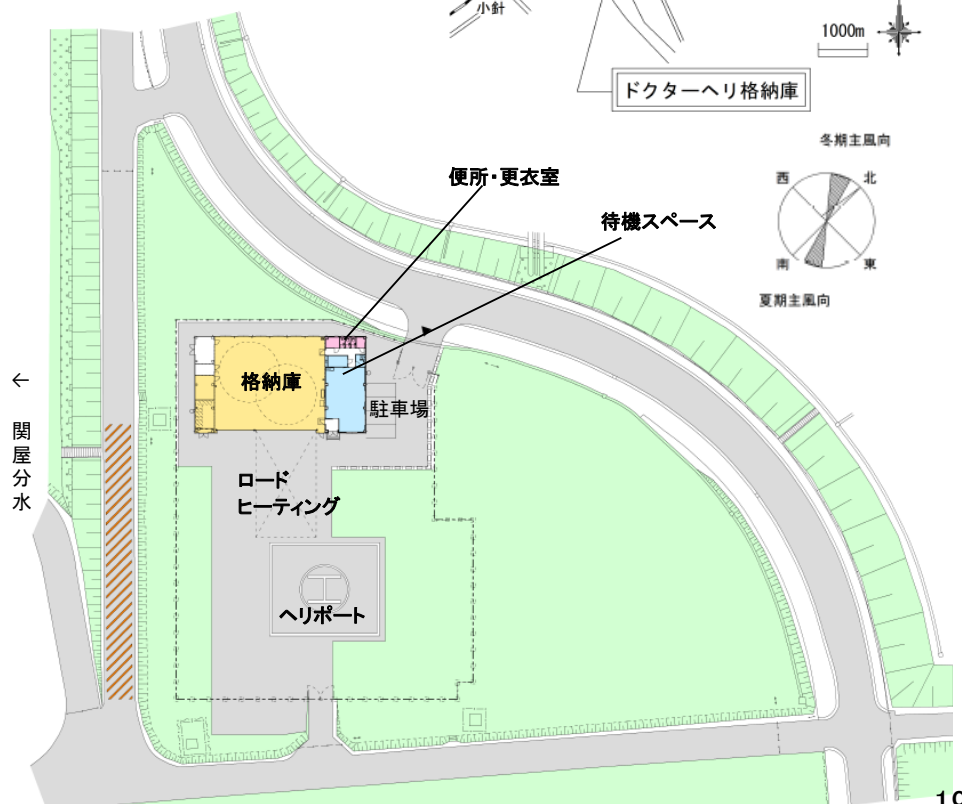 小針
1000m
ドクターヘリ格納庫
冬期主風向
西
北
南
東
夏期主風向
便所・更衣室
待機スペース
格納庫
駐車場
←
関屋分水
ロード
ヒーティング
ヘリポート